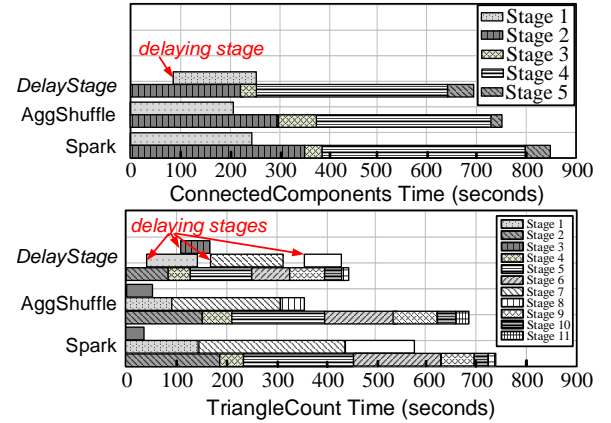 delaying stage
Stage 1
Stage 2
Stage 3
Stage 4
Stage 5
DelayStage
AggShuffle
Spark
0 100 200 300 400 500 600 700 800 900
ConnectedComponents Time (seconds)
delaying stages
Stage 1
Stage 2
Stage 3
Stage 4
Stage 5
Stage 6
Stage 7
Stage 8
Stage 9
Stage 10
Stage 11
DelayStage
AggShuffle
Spark
0 100 200 300 400 500 600 700 800 900
TriangleCount Time (seconds)